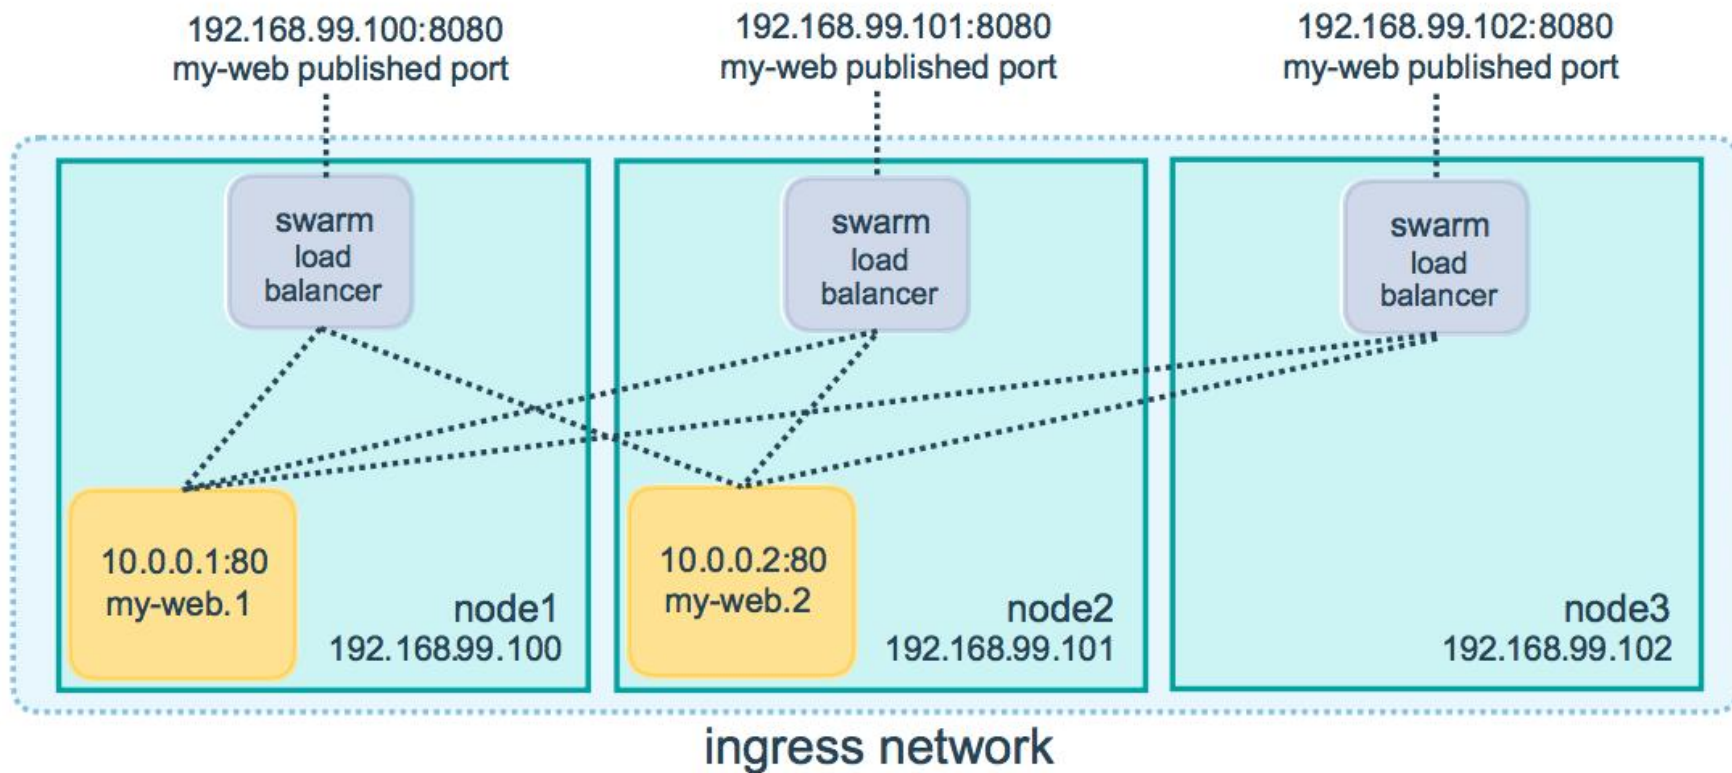 192.168.99.100:8080
my-web published port
192.168.99.101:8080
my-web published port
192.168.99.102:8080
my-web published port
swarm
load
balancer
swarm
load
balancer
swarm
load
balancer
10.0.0.1:80
my-web.1
node1
192.168.99.100
10.0.0.2:80
my-web.2
node2
192.168.99.101
node3
192.168.99.102
ingress network